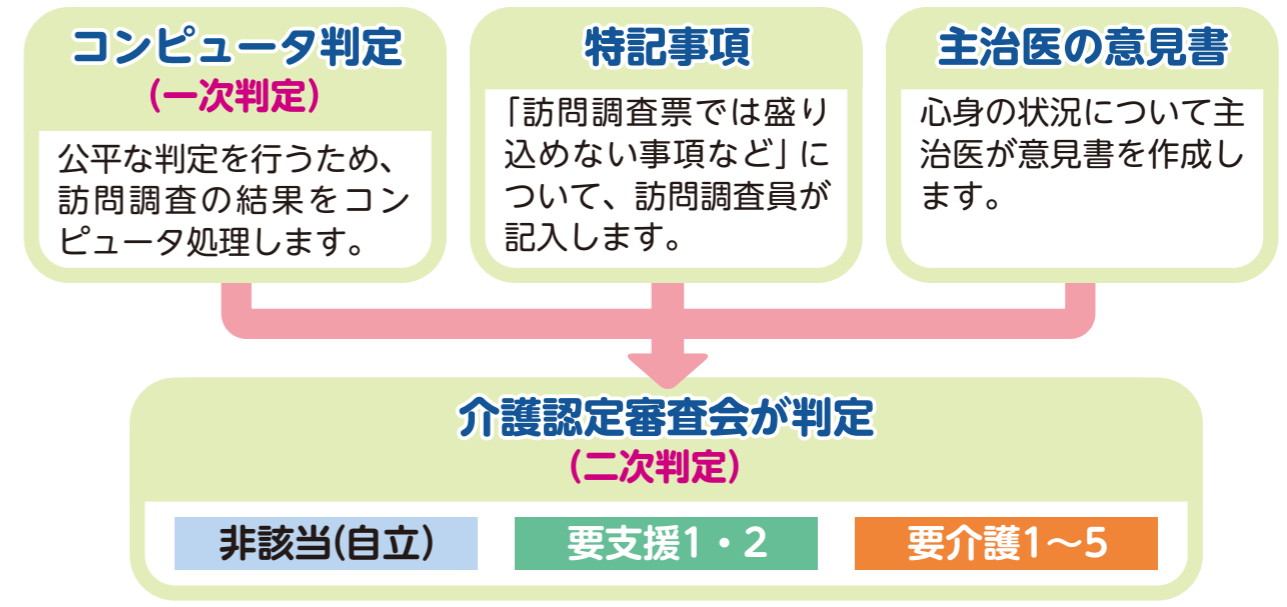 コンピュータ判定
(一次判定)
公平な判定を行うため、
訪問調査の結果をコン
ピュータ処理します。
特記事項
「訪問調査票では盛り
込めない事項など」に
ついて、訪問調査員が
記入します。
主治医の意見書
心身の状況について主
治医が意見書を作成し
ます。
介護認定審査会が判定
(二次判定)
非該当(自立)
要支援1・2
要介護1〜5